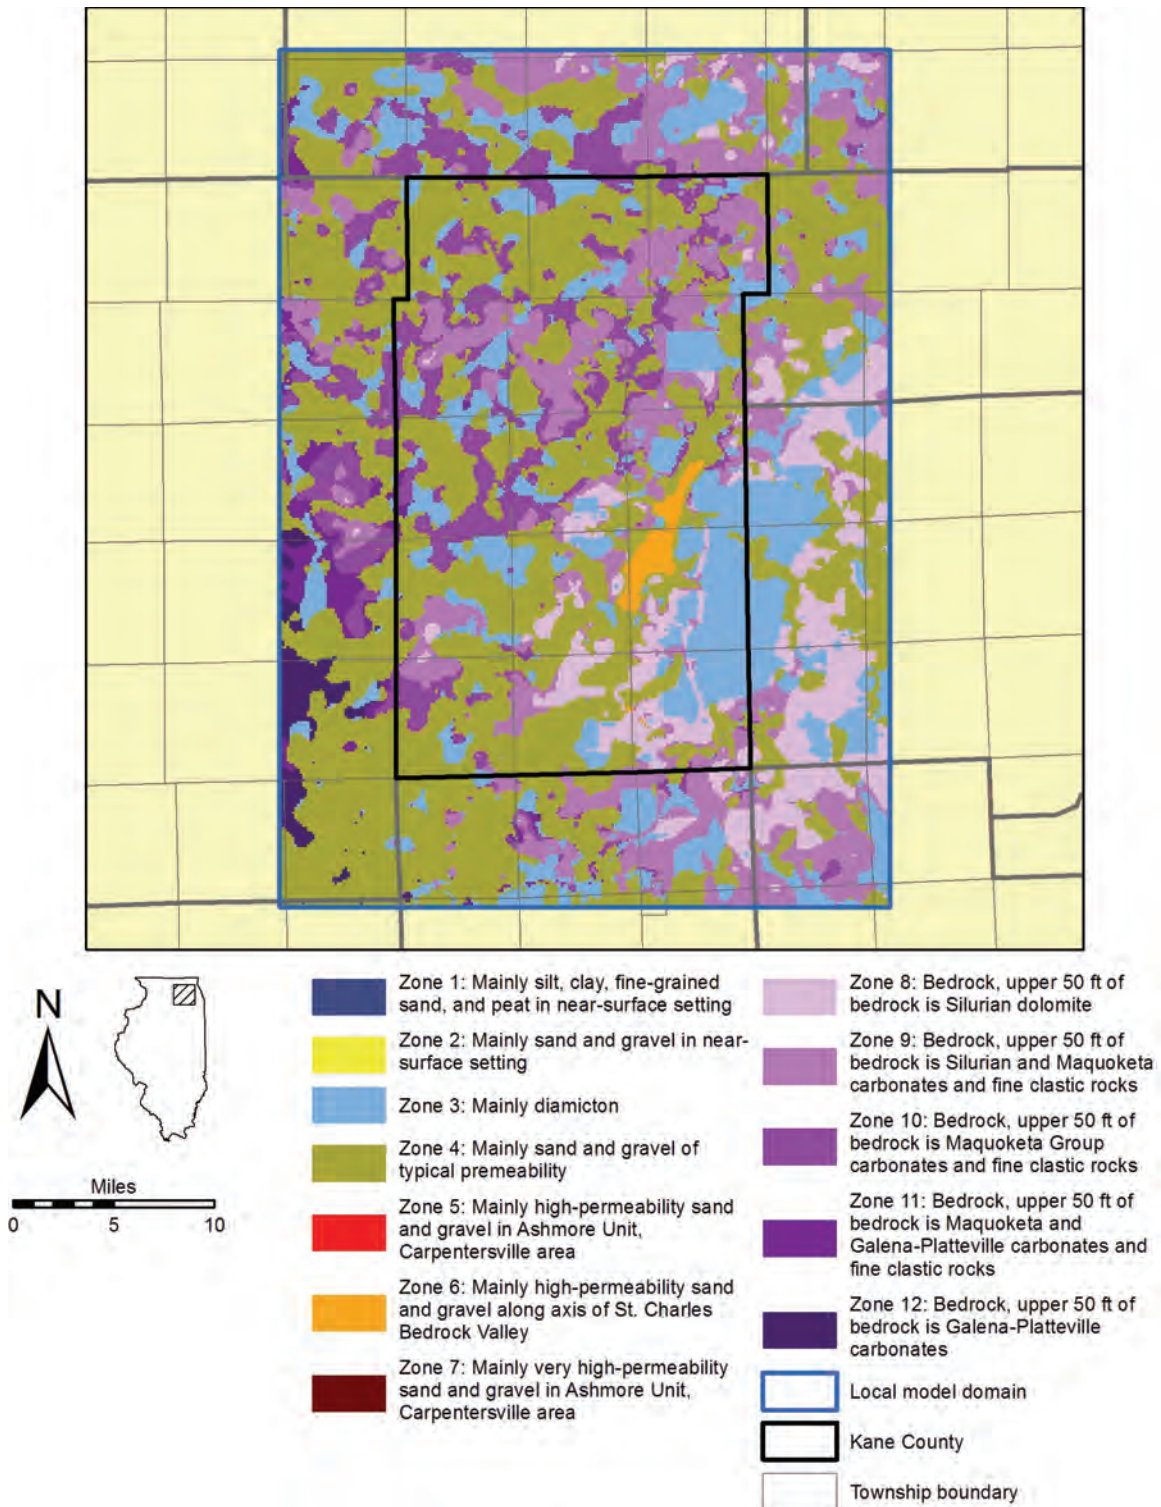 N
Miles
0 5 10
Zone 1: Mainly silt, clay, fine-grained
sand, and peat in near-surface setting
Zone 2: Mainly sand and gravel in near-
surface setting
Zone 3: Mainly diamicton
Zone 4: Mainly sand and gravel of
typical premeability
Zone 5: Mainly high-permeability sand
and gravel in Ashmore Unit,
Carpentersville area
Zone 6: Mainly high-permeability sand
and gravel along axis of St. Charles
Bedrock Valley
Zone 7: Mainly very high-permeability
sand and gravel in Ashmore Unit,
Carpentersville area
Zone 8: Bedrock, upper 50 ft of
bedrock is Silurian dolomite
Zone 9: Bedrock, upper 50 ft of
bedrock is Silurian and Maquoketa
carbonates and fine clastic rocks
Zone 10: Bedrock, upper 50 ft of
bedrock is Maquoketa Group
carbonates and fine clastic rocks
Zone 11: Bedrock, upper 50 ft of
bedrock is Maquoketa and
Galena-Platteville carbonates and
fine clastic rocks
Zone 12: Bedrock, upper 50 ft of
bedrock is Galena-Platteville
carbonates
Local model domain
Kane County
Township boundary